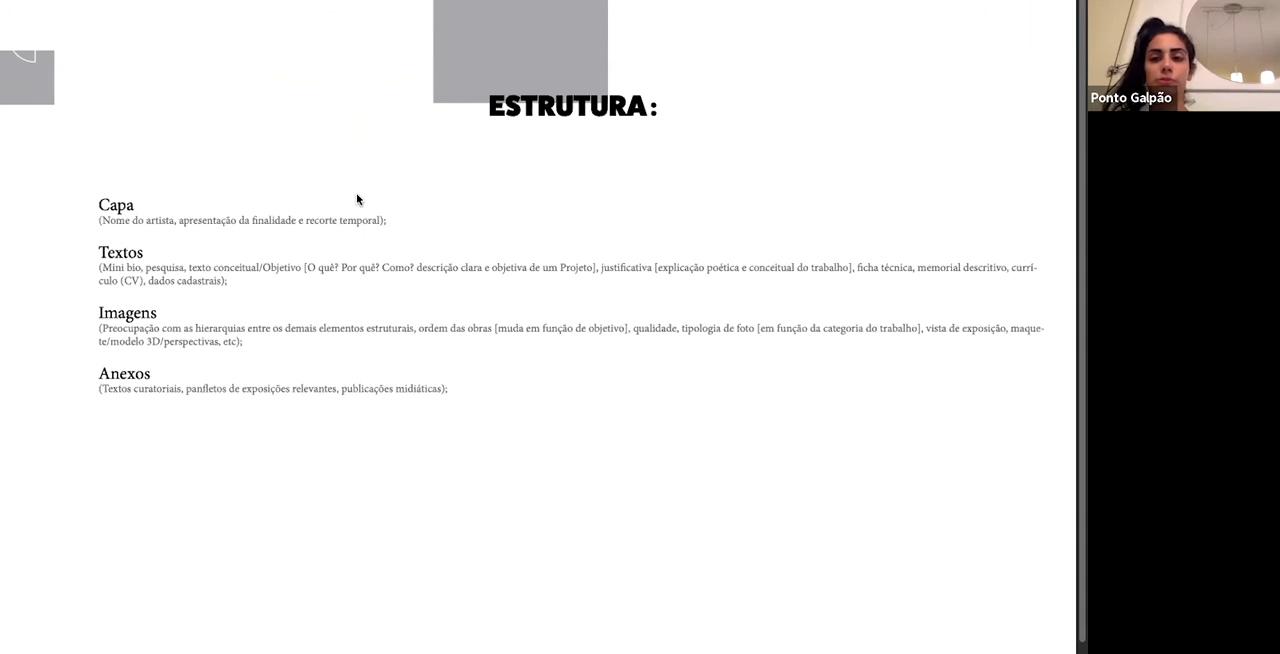 ESTRUTURA:
Ponto Galpão
Capa
(Nome do artista, apresentação da finalidade e recorte temporal);
Textos
(Mini bio, pesquisa, texto conceitual/Objetivo [O quê? Por quê? Como? descrição clara e objetiva de um Projeto], justificativa [explicação poética e conceitual do trabalho], ficha técnica, memorial descritivo, currí-
culo (CV), dados cadastrais);
Imagens
(Preocupação com as hierarquias entre os demais elementos estruturais, ordem das obras [muda em função de objetivo], qualidade, tipologia de foto [em função da categoria do trabalho], vista de exposição, maque-
te/modelo 3D/perspectivas, etc);
Anexos
(Textos curatoriais, panfletos de exposições relevantes, publicações midiáticas);